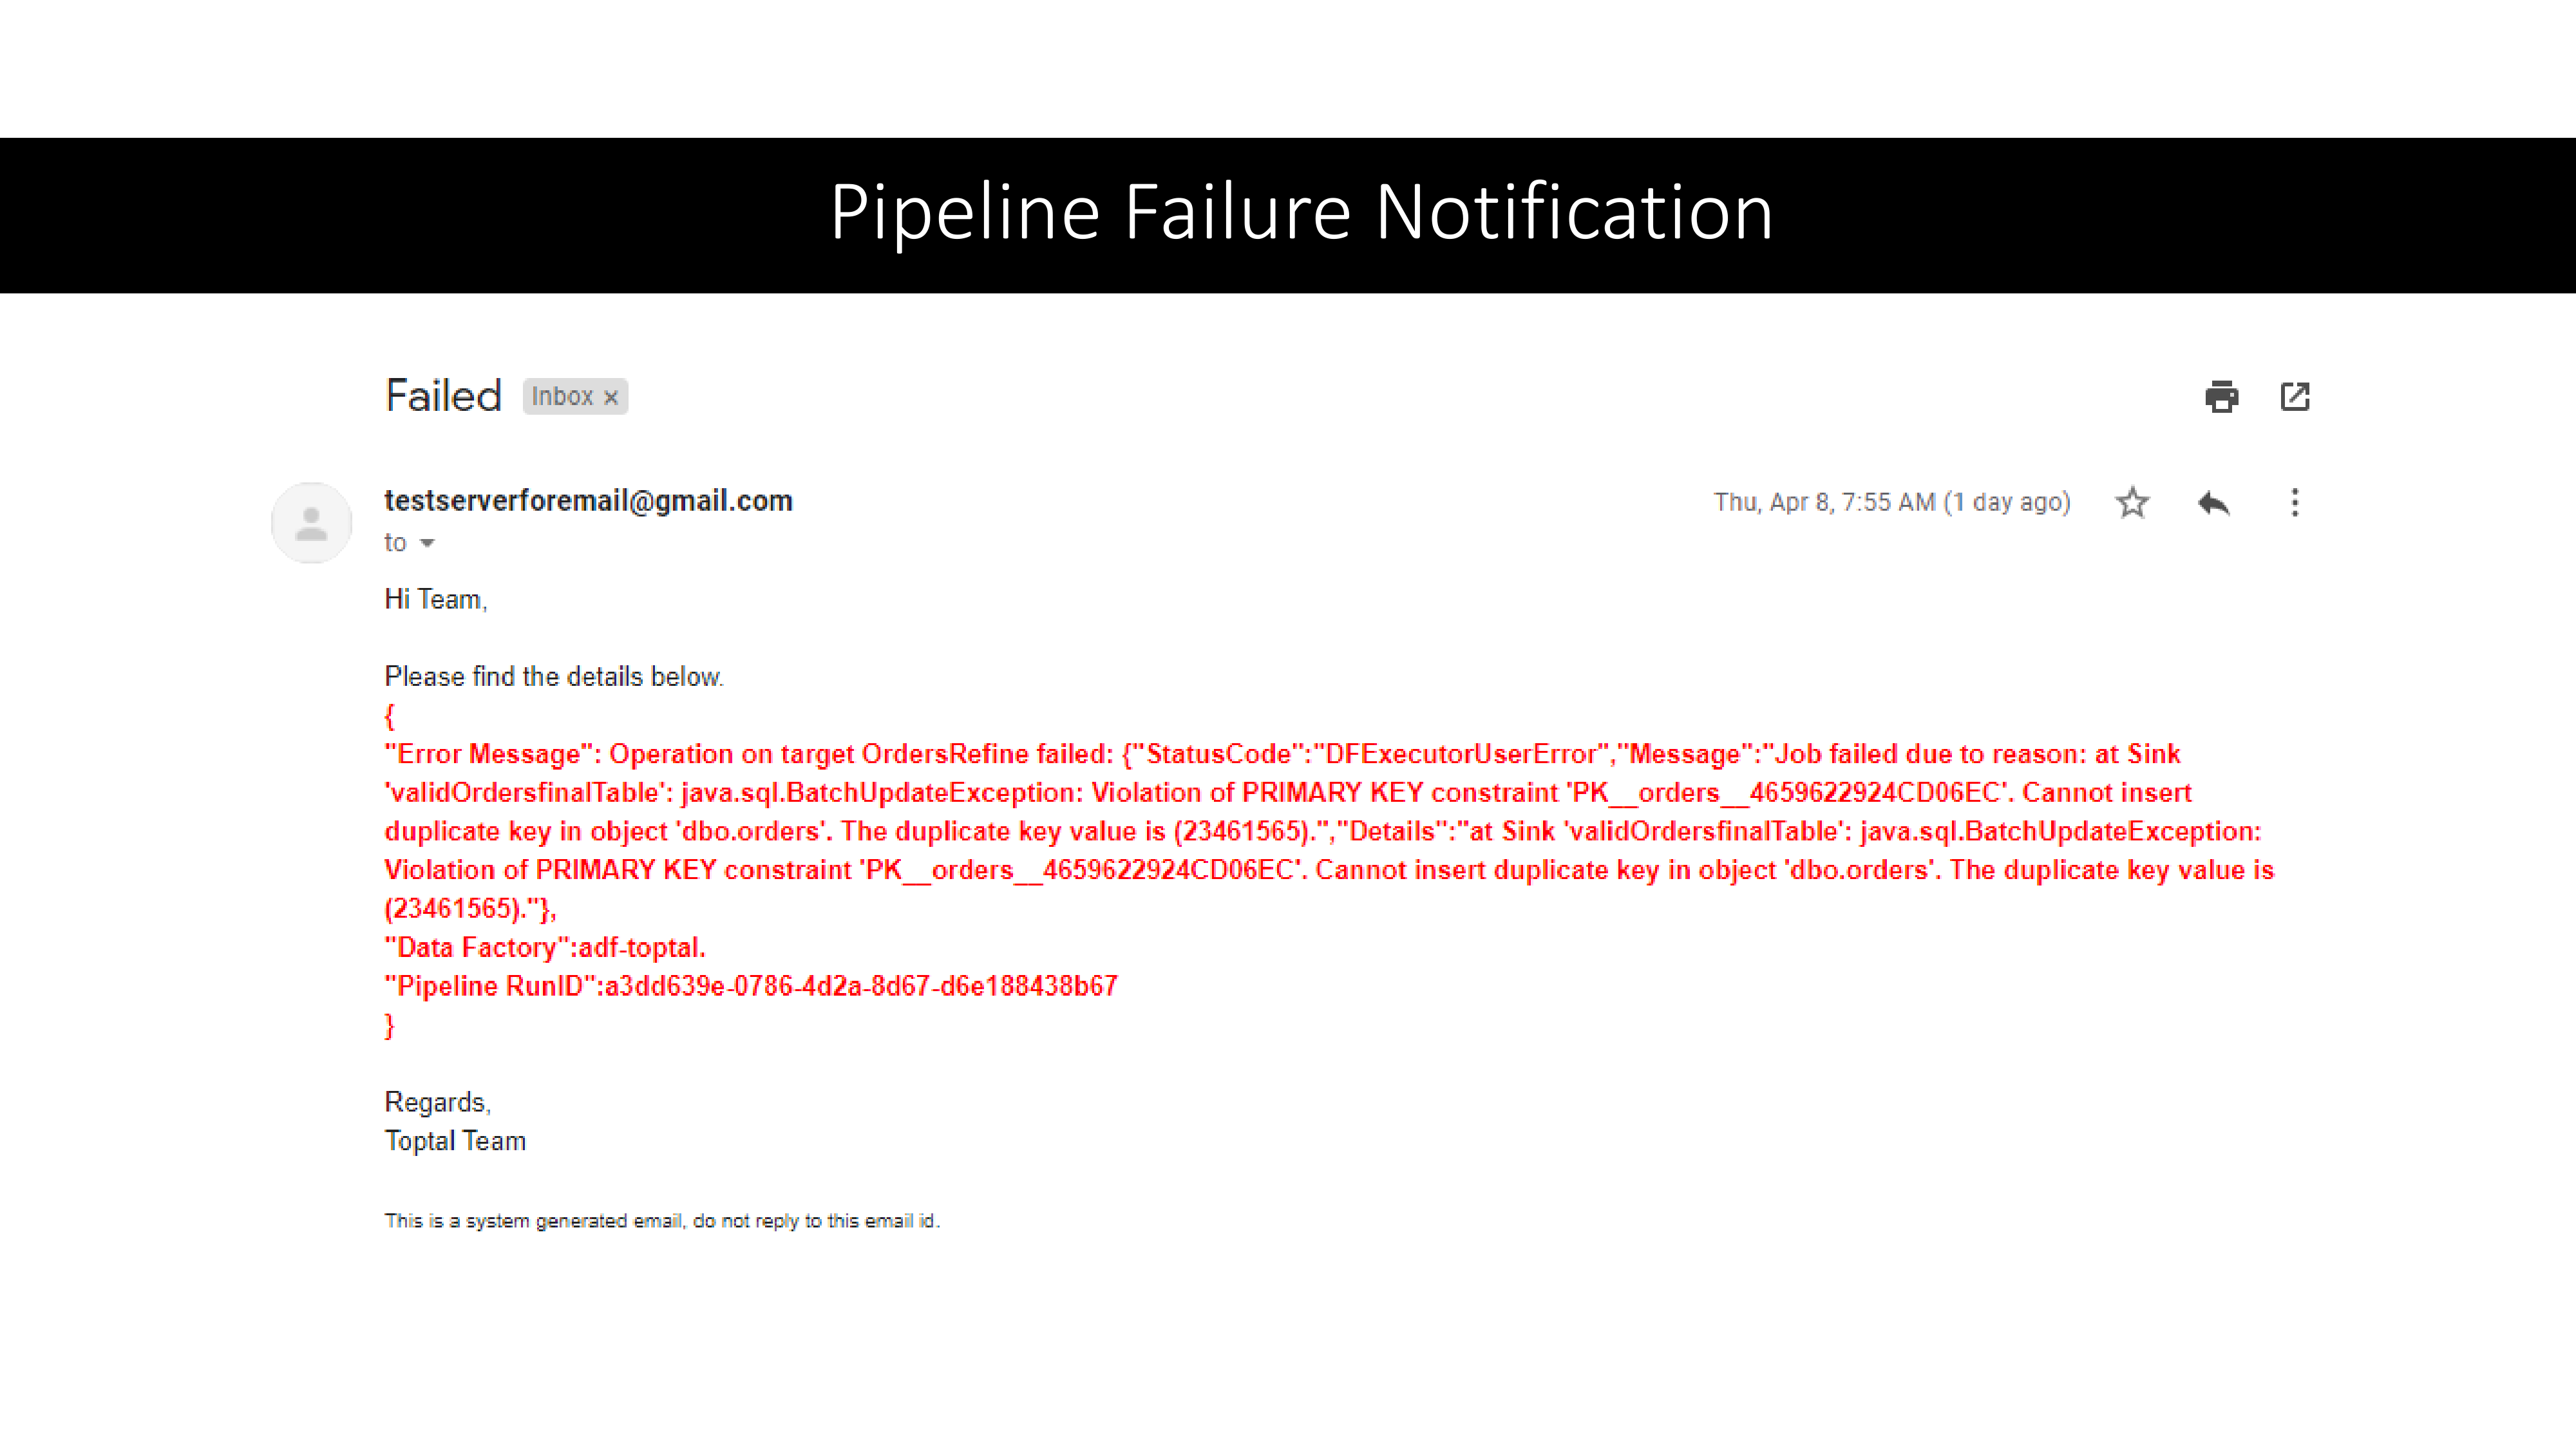 Pipeline Failure Notification
Failed Inbox x
testserverforemail@gmail.com Thu, Apr 8, 7:55 AM (1 day ago)
to
Hi Team,
Please find the details below.
{
"Error Message": Operation on target OrdersRefine failed: {"StatusCode":"DFExecutorUserError","Message":"Job failed due to reason: at Sink
'validOrdersfinalTable': java.sql.BatchUpdateException: Violation of PRIMARY KEY constraint 'PK__orders__4659622924CD06EC'. Cannot insert
duplicate key in object 'dbo.orders'. The duplicate key value is (23461565).","Details":"at Sink 'validOrdersfinalTable': java.sql.BatchUpdateException:
Violation of PRIMARY KEY constraint 'PK__orders__4659622924CD06EC'. Cannot insert duplicate key in object 'dbo.orders'. The duplicate key value is
(23461565)."},
"Data Factory":adf-toptal.
"Pipeline RunID":a3dd639e-0786-4d2a-8d67-d6e188438b67
}
Regards,
Toptal Team
This is a system generated email, do not reply to this email id.